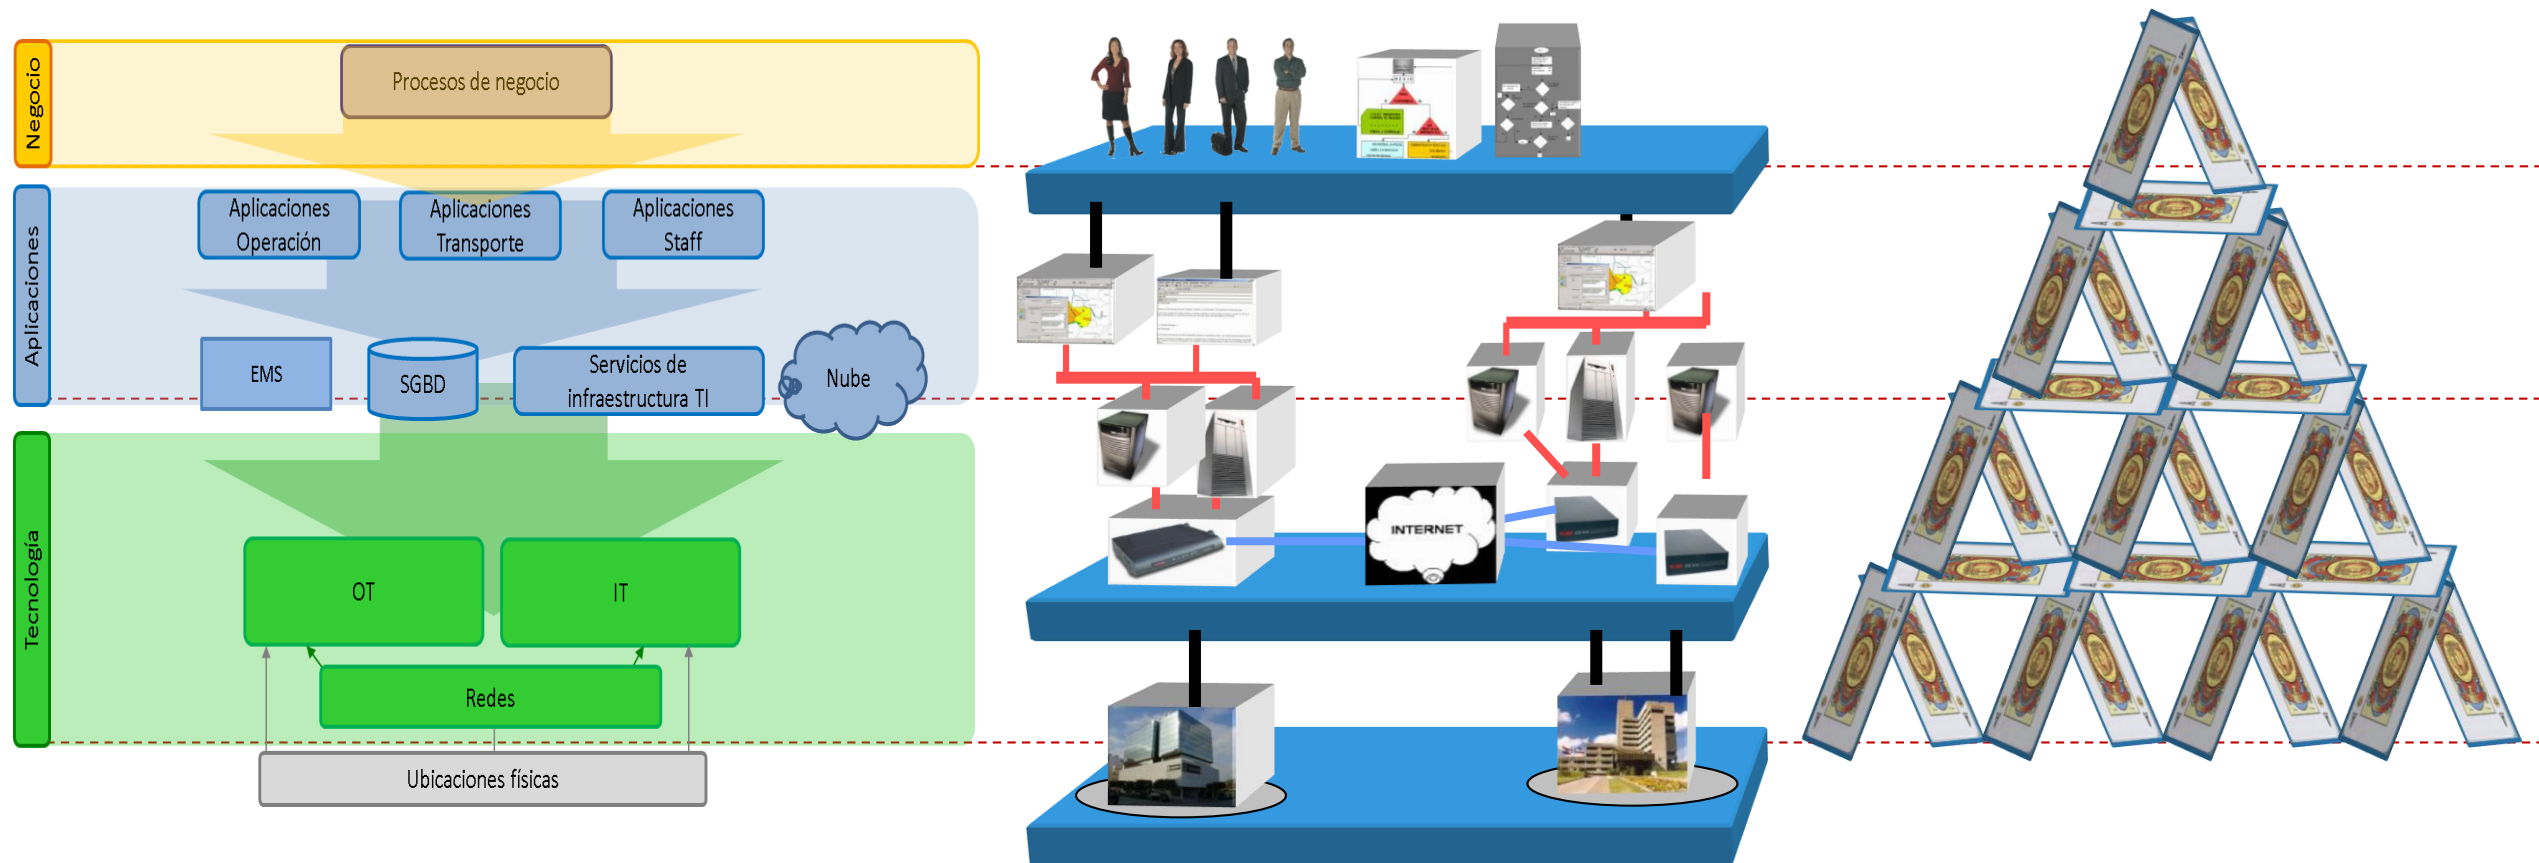 Negocio
Procesos de negocio
Aplicaciones
Aplicaciones
Operación
Aplicaciones
Transporte
Aplicaciones
Staff
EMS
SGBD
Servicios de
infraestructura TI
Nube
Tecnología
OT
IT
Redes
Ubicaciones físicas
INTERNET